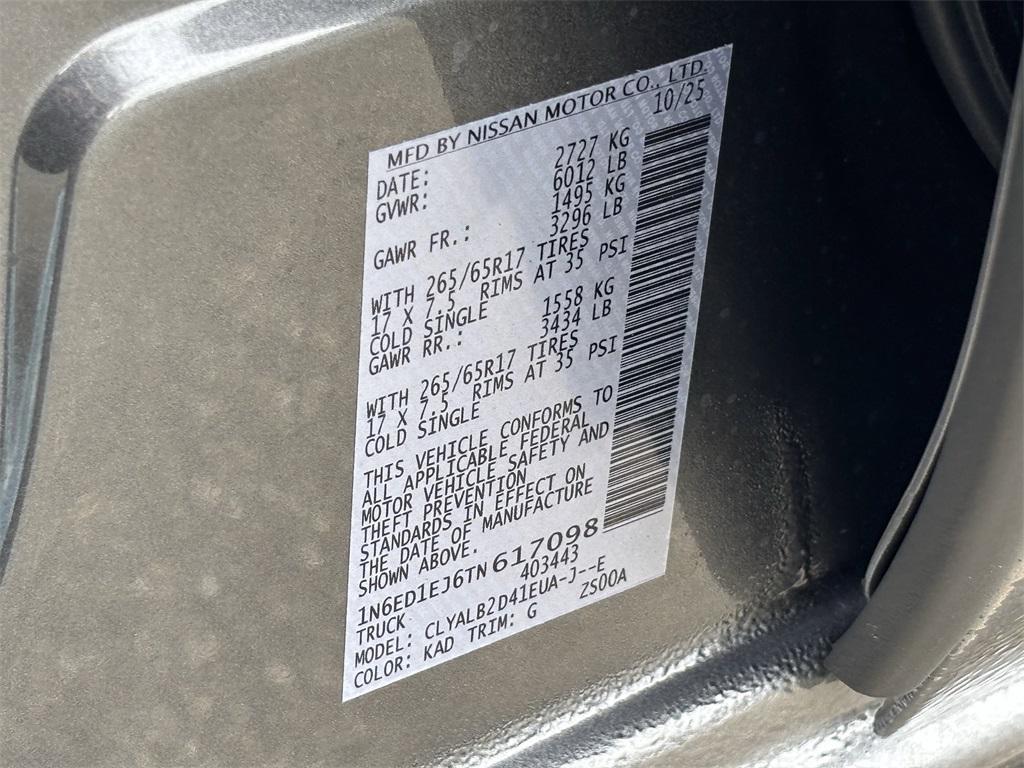 MFD BY NISSAN MOTOR CO., LTD.
DATE: 10/25
GVWR: 2727 KG
6012 LB
GAWR FR.: 1495 KG
3296 LB
WITH 265/65R17 TIRES
17 X 7.5 RIMS AT 35 PSI
COLD SINGLE
GAWR RR.: 1558 KG
3434 LB
WITH 265/65R17 TIRES
17 X 7.5 RIMS AT 35 PSI
COLD SINGLE
THIS VEHICLE CONFORMS TO
ALL APPLICABLE FEDERAL
MOTOR VEHICLE SAFETY AND
THEFT PREVENTION
STANDARDS IN EFFECT ON
THE DATE OF MANUFACTURE
SHOWN ABOVE.
1N6ED1EJ6TN617098
TRUCK 403443
MODEL: CLYALB2D41EUA-J--E
COLOR: KAD TRIM: G ZS00A